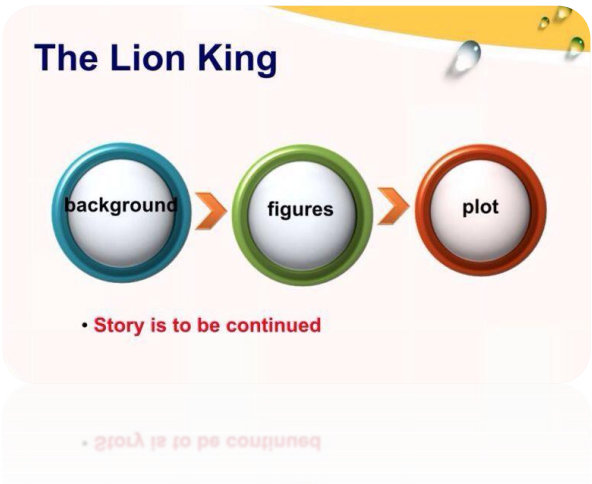 The Lion King
background
figures
plot
• Story is to be continued